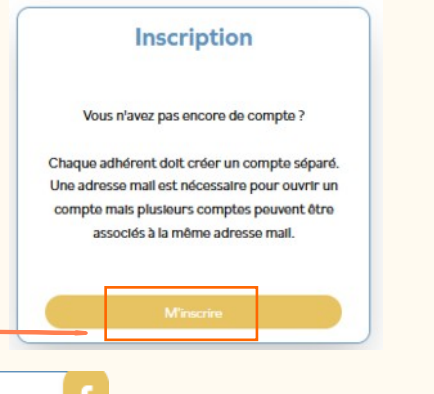 Inscription
Vous n'avez pas encore de compte ?
Chaque adhérent doit créer un compte séparé.
Une adresse mail est nécessaire pour ouvrir un
compte mais plusieurs comptes peuvent être
associés à la même adresse mail.
M'inscrire